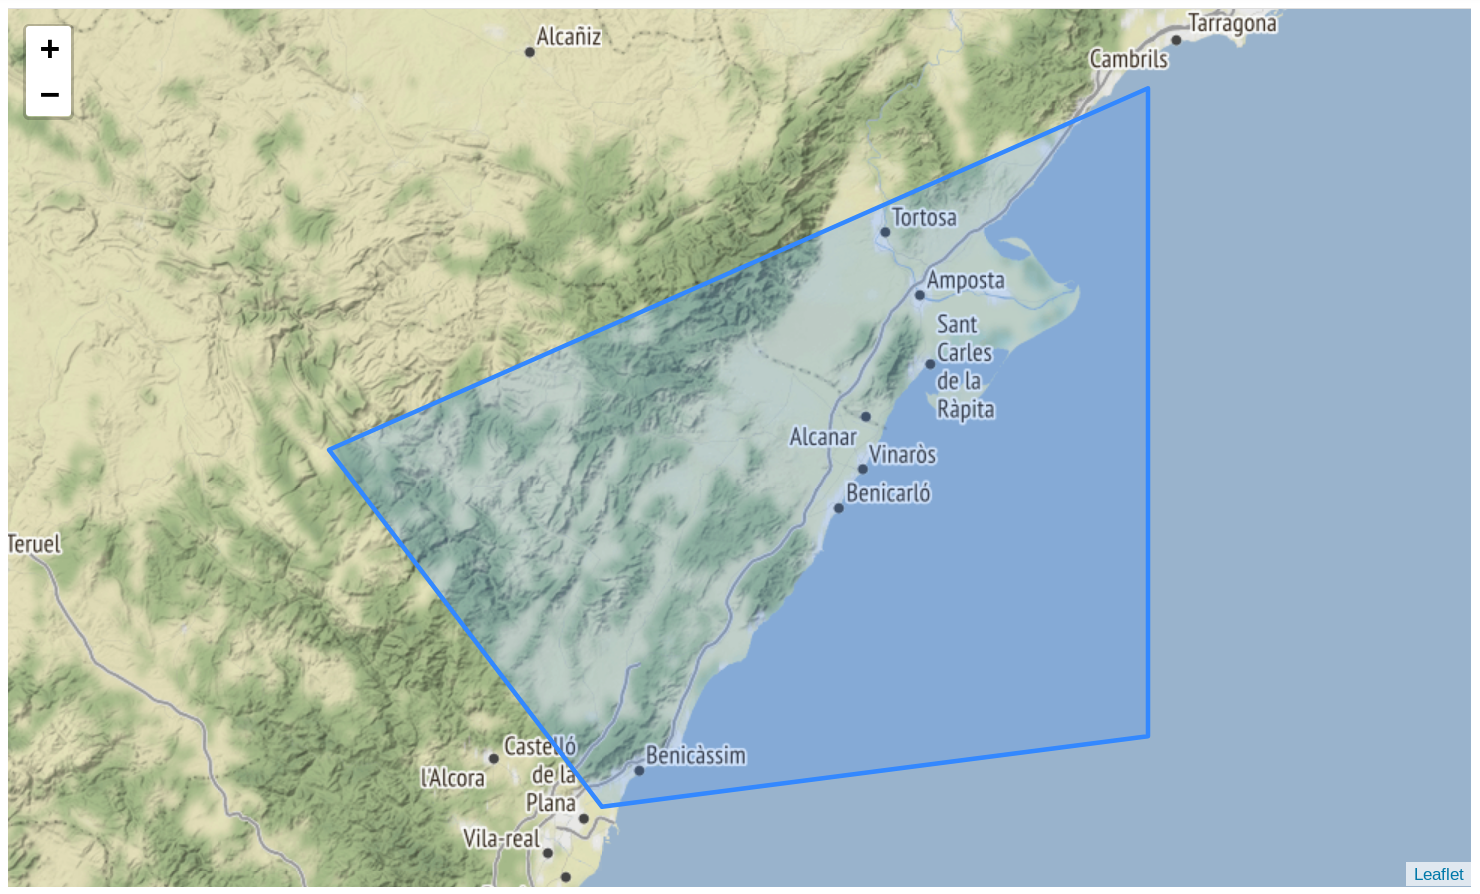 +
−
Alcañiz
Tarragona
Cambrils
Tortosa
Amposta
Sant
Carles
de la
Ràpita
Alcanar
Vinaròs
Benicarló
Teruel
Castelló
de la
Plana
l'Alcora
Benicàssim
Vila-real
Leaflet